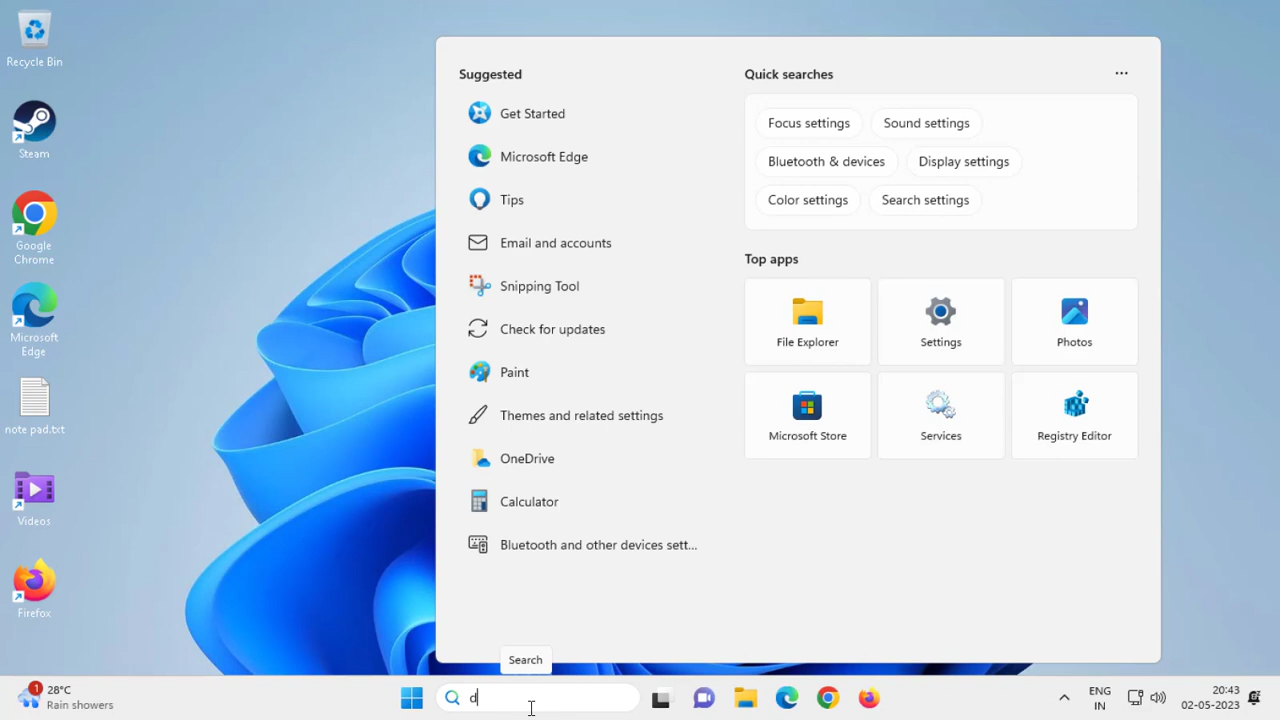 Recycle Bin
Steam
Google
Chrome
Microsoft
Edge
note pad.txt
Videos
Firefox
Suggested
Get Started
Microsoft Edge
Tips
Email and accounts
Snipping Tool
Check for updates
Paint
Themes and related settings
OneDrive
Calculator
Bluetooth and other devices sett...
Quick searches
Focus settings
Sound settings
Bluetooth & devices
Display settings
Color settings
Search settings
Top apps
File Explorer
Settings
Photos
Microsoft Store
Services
Registry Editor
Search
1
28°C
Rain showers
d
ENG
IN
20:43
02-05-2023